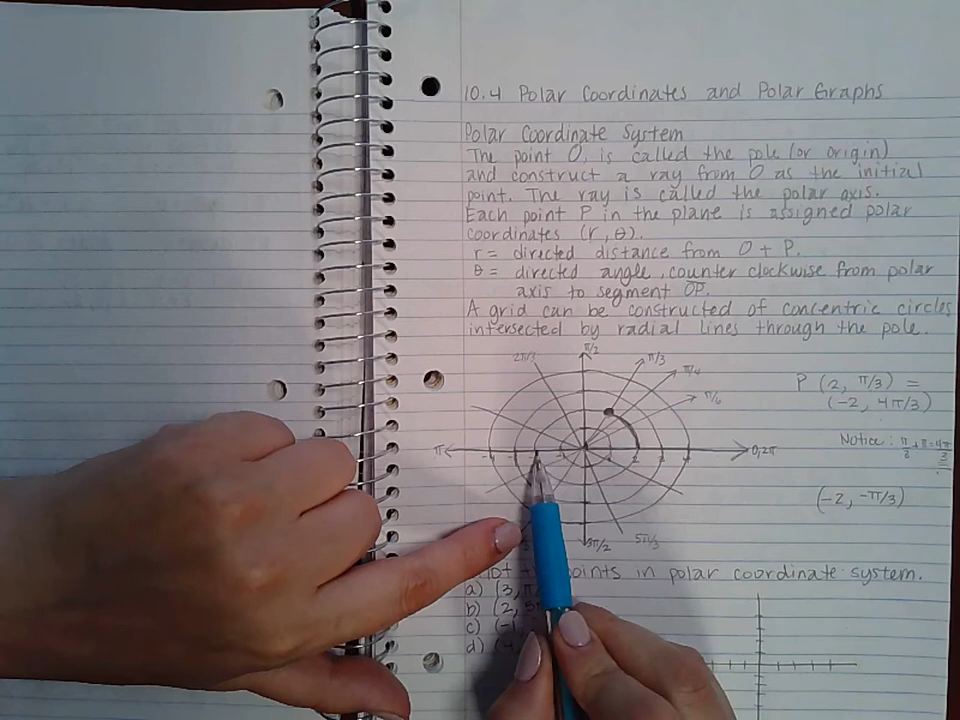 10.4 Polar Coordinates and Polar Graphs
Polar Coordinate System
The point O, is called the pole (or origin)
and construct a ray from O as the initial
point. The ray is called the polar axis.
Each point P in the plane is assigned polar
coordinates (r, θ).
r = directed distance from O + P.
θ = directed angle, counter clockwise from polar
axis to segment OP.
A grid can be constructed of concentric circles
intersected by radial lines through the pole.
2π/3 π/2 π/3
π/4
π/6
π 0,2π
3π/2 5π/3
P (2, π/3) =
(-2, 4π/3)
Notice:
(-2, -π/3)
points in polar coordinate system.
a) (3,
b) (2,
c)
d)